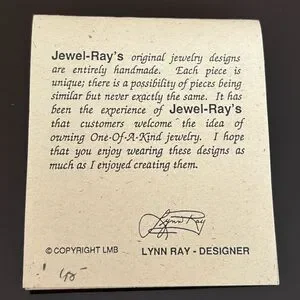 Jewel-Ray's original jewelry designs
are entirely handmade. Each piece is
unique; there is a possibility of pieces being
similar but never exactly the same. It has
been the experience of Jewel-Ray's
that customers welcome the idea of
owning One-Of-A-Kind jewelry. I hope
that you enjoy wearing these designs as
much as I enjoyed creating them.
Lynn Ray
© COPYRIGHT LMB LYNN RAY - DESIGNER